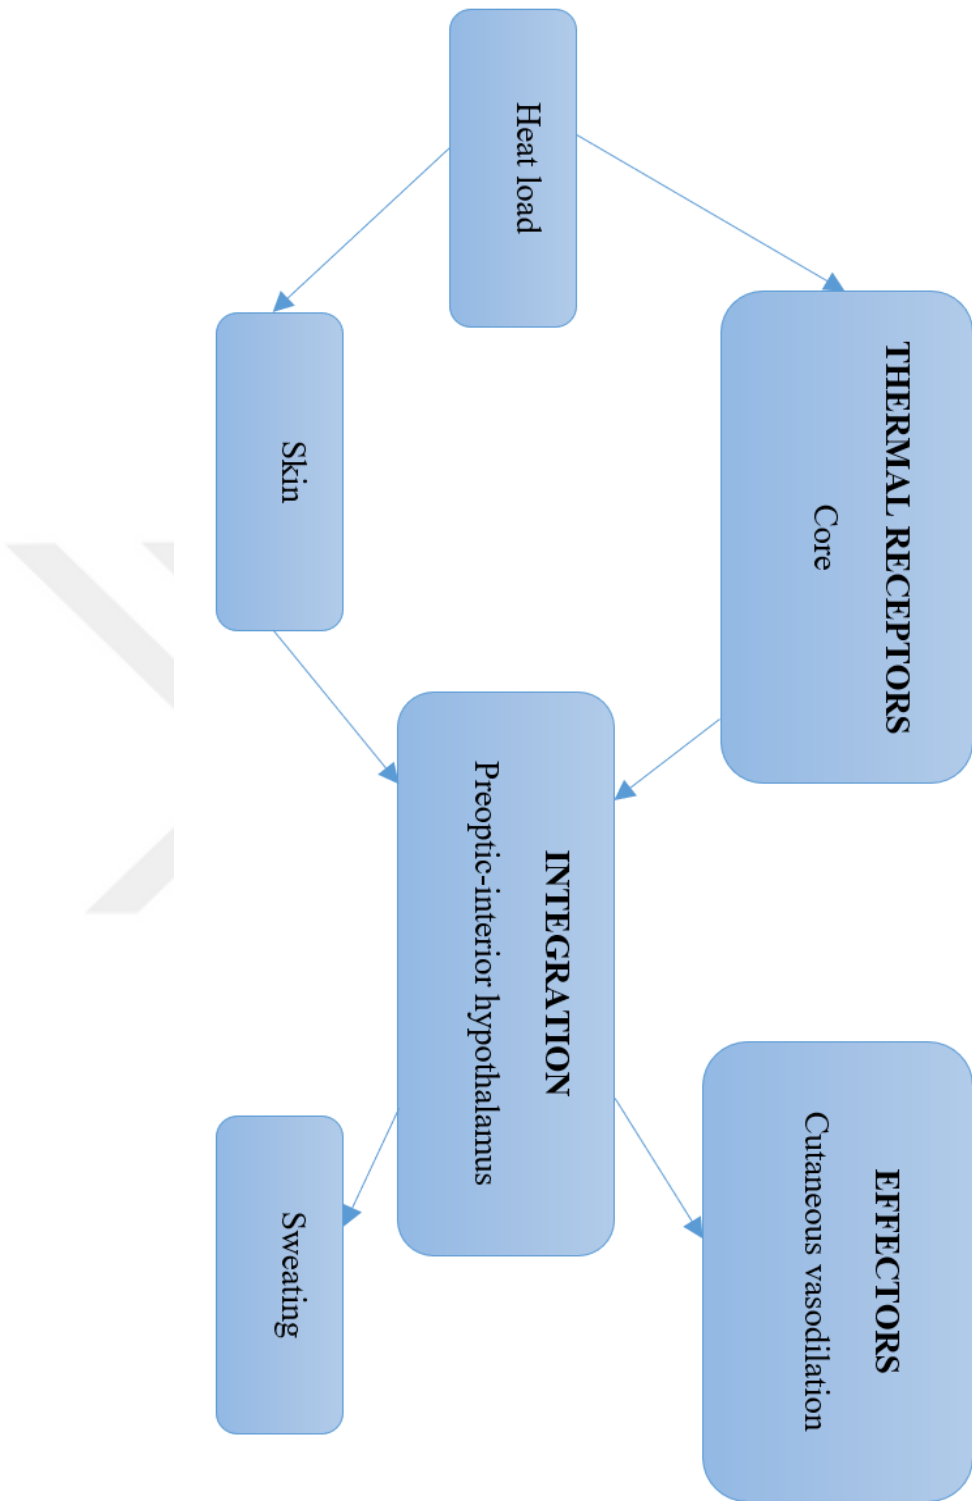 Heat load
THERMAL RECEPTORS
Core
Skin
INTEGRATION
Preoptic-interior hypothalamus
EFFECTORS
Cutaneous vasodilation
Sweating